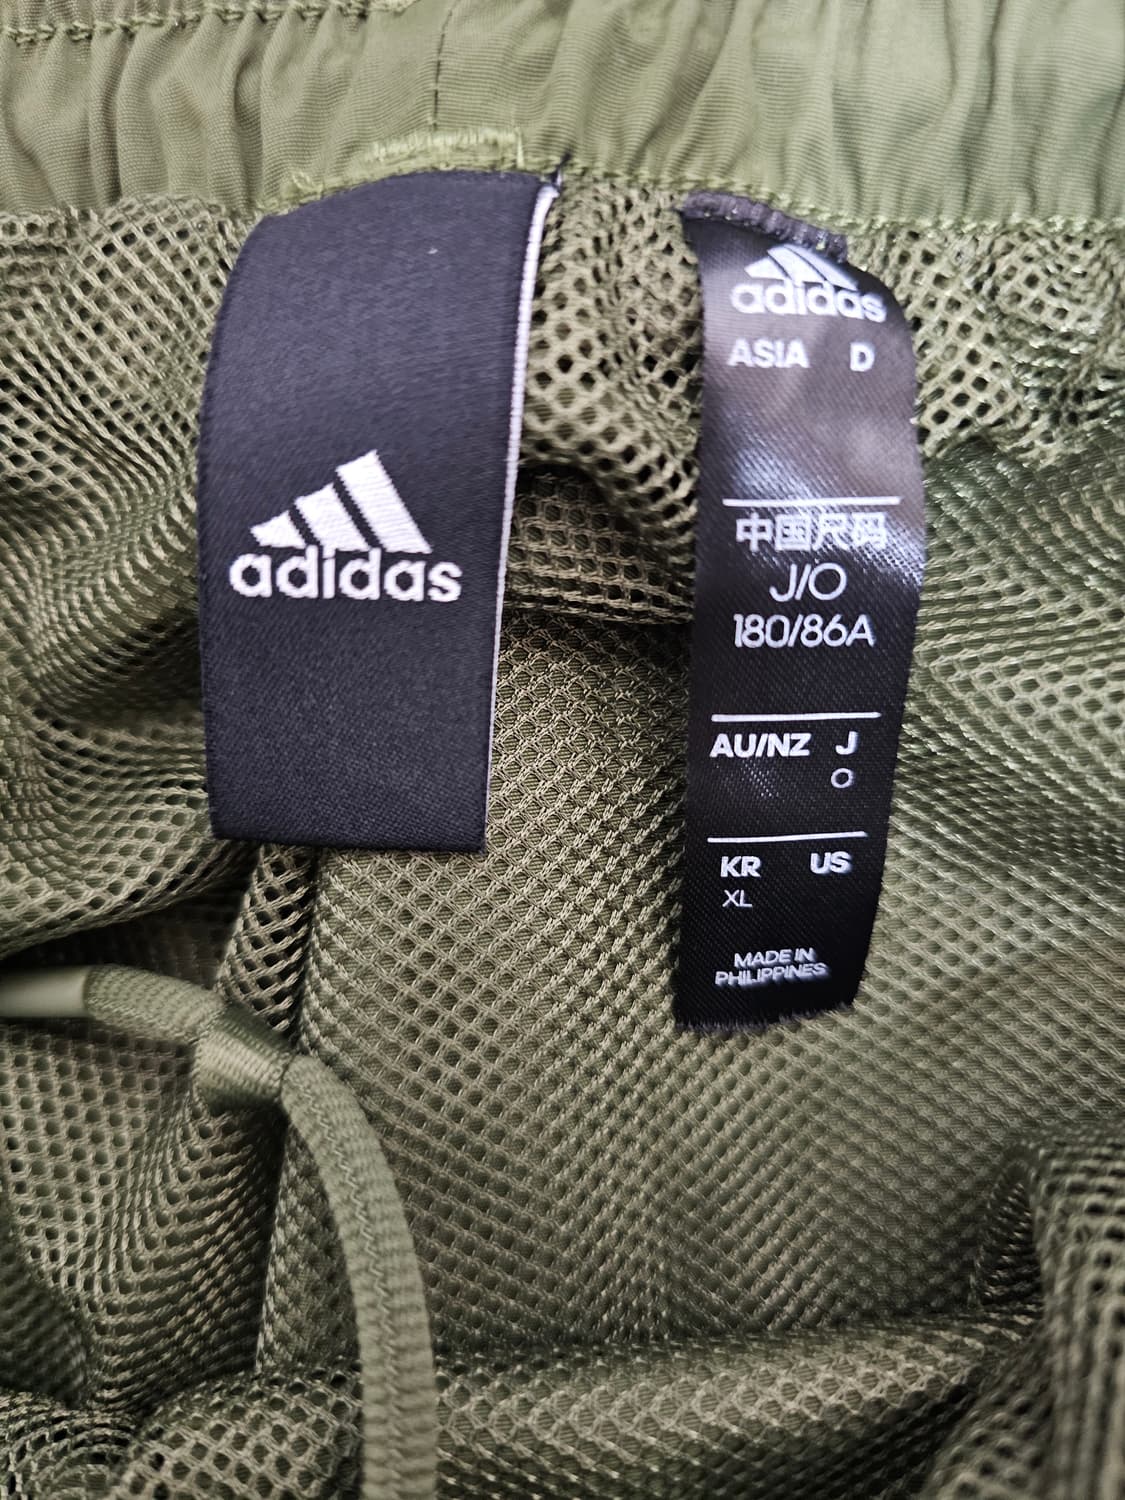 adidas
adidas
ASIA D
中国尺码
J/O
180/86A
AU/NZ J
O
KR US
XL
MADE IN
PHILIPPINES